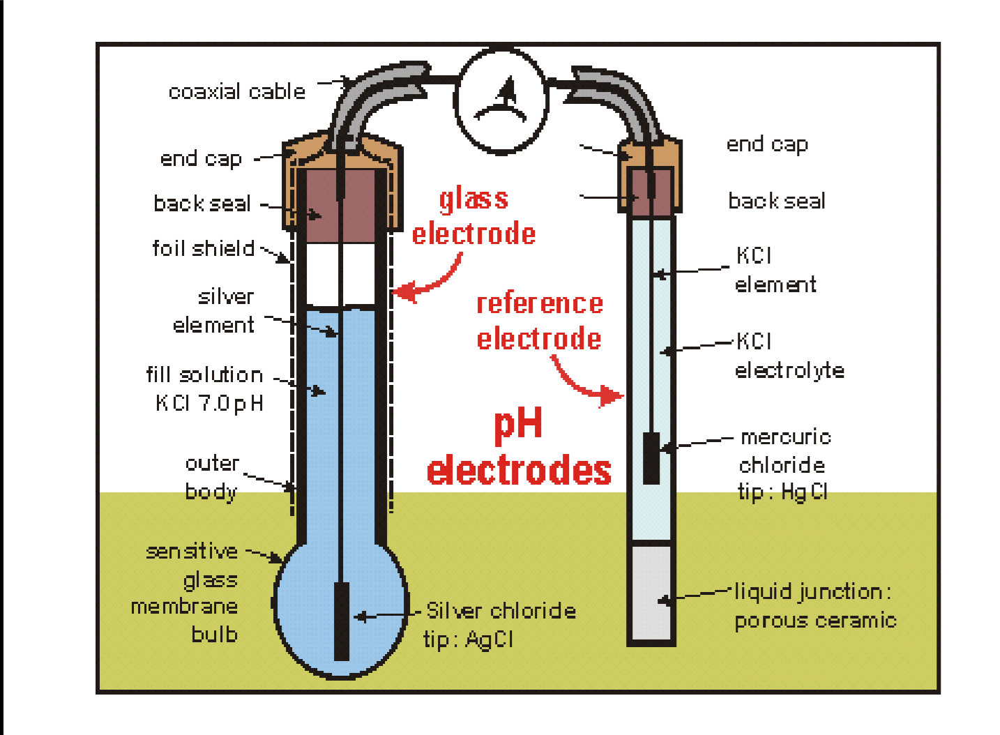 coaxial cable
end cap
back seal
foil shield
silver
element
fill solution
KCl 7.0 pH
outer
body
sensitive
glass
membrane
bulb
glass
electrode
reference
electrode
pH
electrodes
Silver chloride
tip: AgCl
end cap
back seal
KCl
element
KCl
electrolyte
mercuric
chloride
tip: HgCl
liquid junction:
porous ceramic